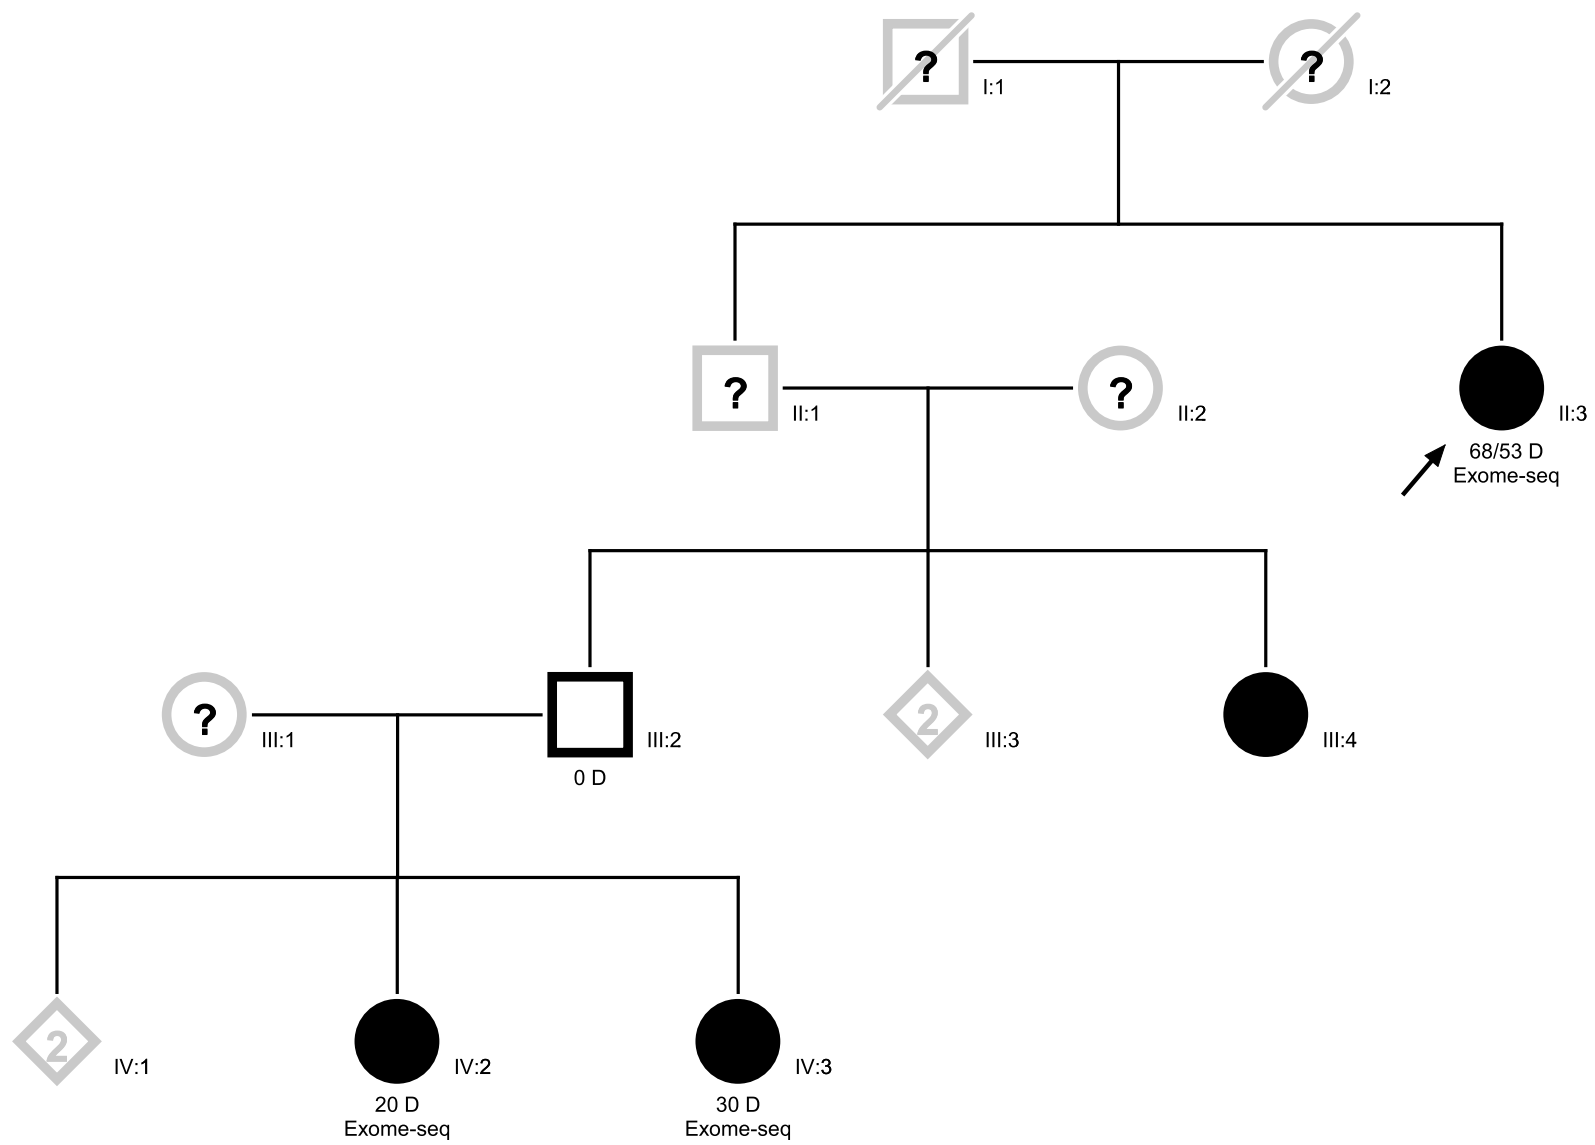 ? I:1 ? I:2
? II:1 ? II:2 II:3
68/53 D
Exome-seq
? III:1 III:2 2 III:3 III:4
0 D
2 IV:1 IV:2 IV:3
20 D 30 D
Exome-seq Exome-seq